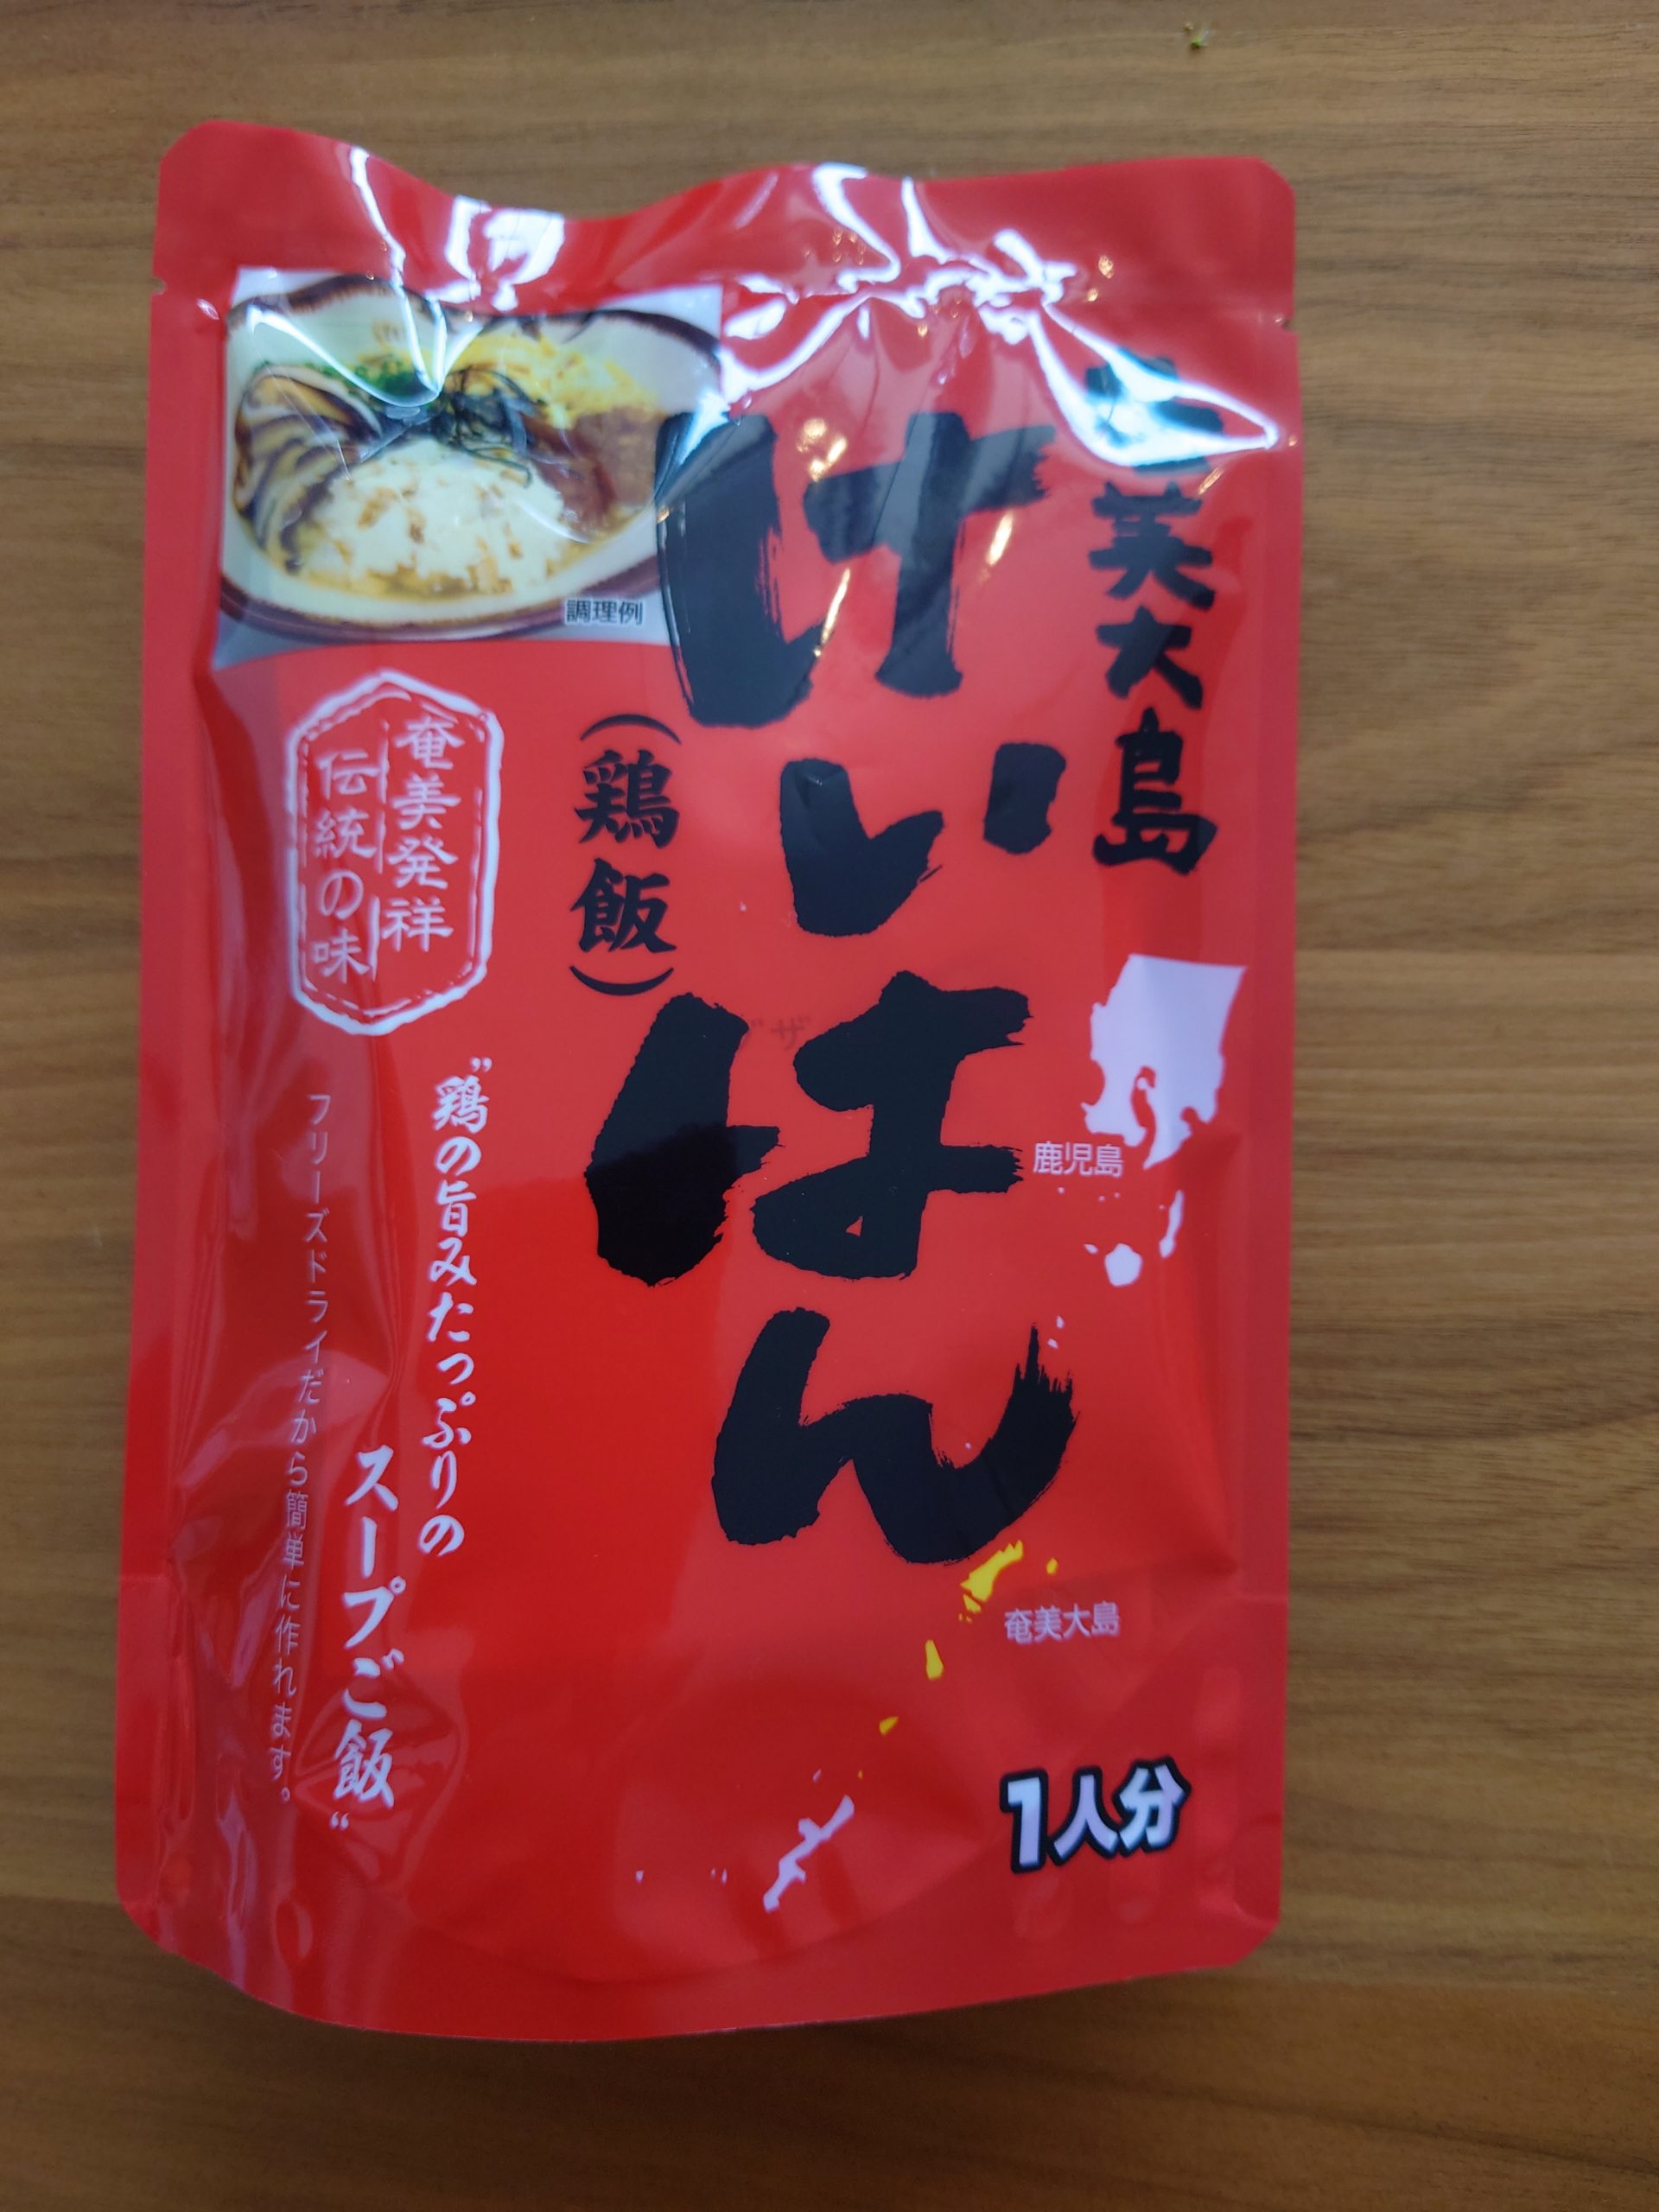 奄美大島
けいはん
(鶏飯)
調理例
奄美発祥
伝統の味
"鶏の旨みたっぷりの
スープご飯"
フリーズドライだから簡単に作れます。
鹿児島
奄美大島
1人分